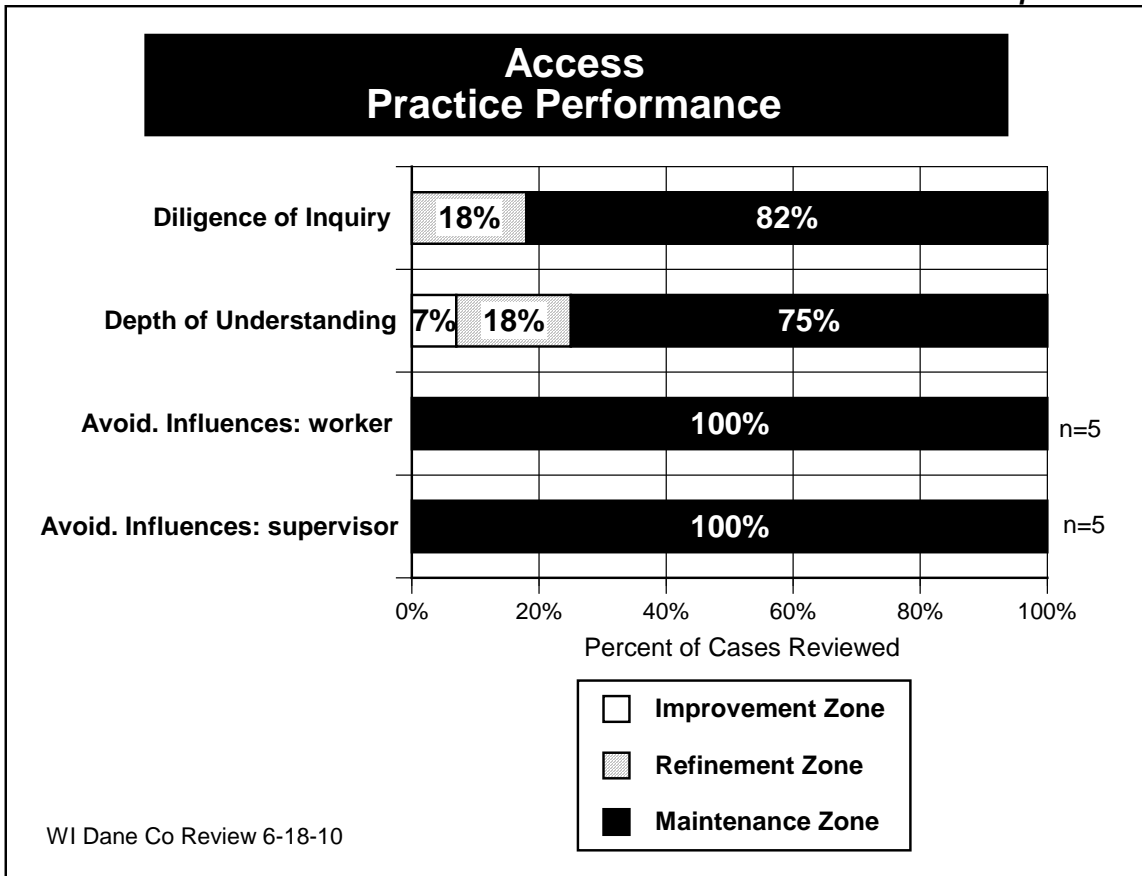 Access
Practice Performance
Diligence of Inquiry 18% 82%
Depth of Understanding 7% 18% 75%
Avoid. Influences: worker 100% n=5
Avoid. Influences: supervisor 100% n=5
0% 20% 40% 60% 80% 100%
Percent of Cases Reviewed
Improvement Zone
Refinement Zone
Maintenance Zone
WI Dane Co Review 6-18-10